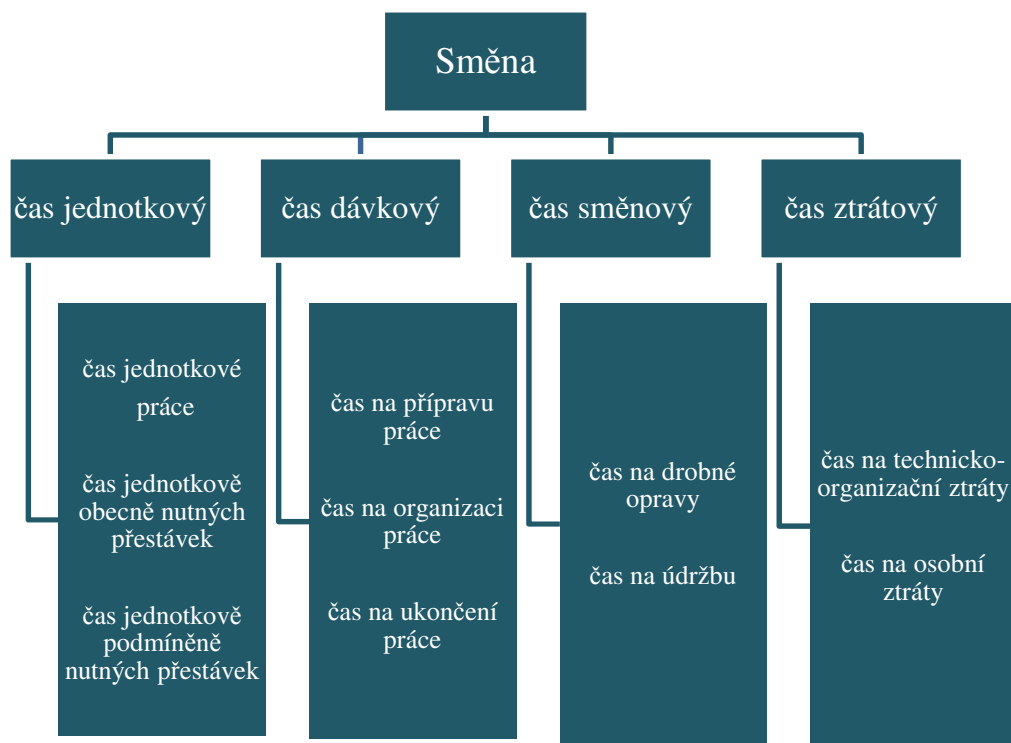 Směna
čas jednotkový
čas dávkový
čas směnový
čas ztrátový
čas jednotkové
práce
čas jednotkově
obecně nutných
přestávek
čas jednotkově
podmíněně
nutných přestávek
čas na přípravu
práce
čas na organizaci
práce
čas na ukončení
práce
čas na drobné
opravy
čas na údržbu
čas na technicko-
organizační ztráty
čas na osobní
ztráty